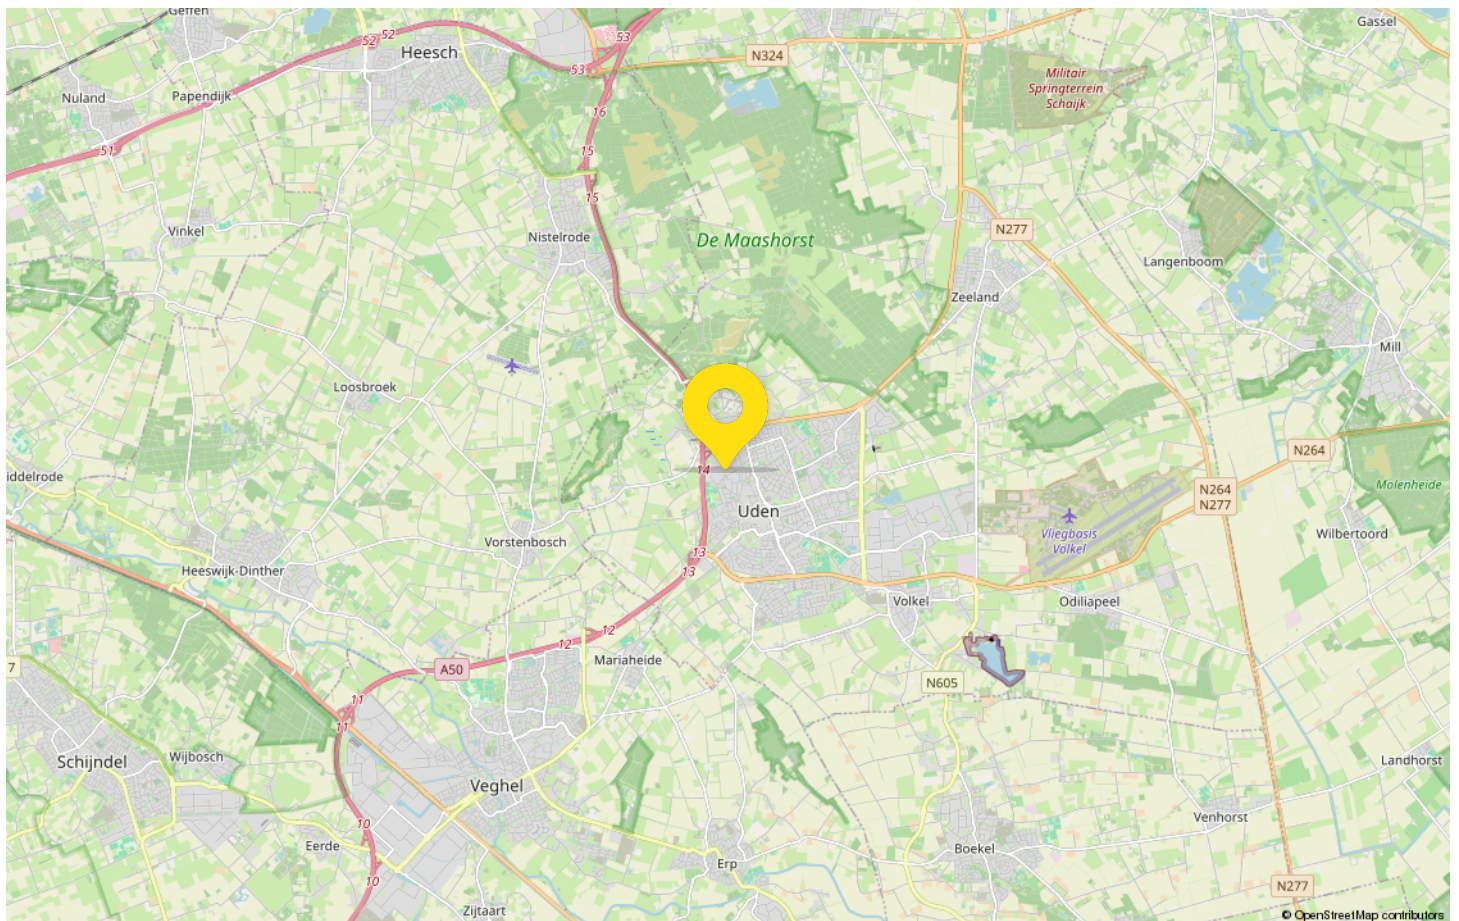 Geffen
52
52
53
Heesch
53
N324
Gassel
Militair
Springterrein
Schaijk
Nuland
Papendijk
16
51
15
15
Vinkel
Nistelrode
De Maashorst
N277
Langenboom
Zeeland
Mill
Loosbroek
14
N264
iddelrode
N264
N277
Molenheide
Uden
Vliegbasis
Volkel
Wilbertoord
Vorstenbosch
13
13
Heeswijk-Dinther
Volkel
Odiliapeel
12
12
Mariaheide
7
A50
N605
11
11
Schijndel
Wijbosch
Landhorst
Veghel
Venhorst
10
Eerde
Boekel
Erp
10
N277
Zijtaart
© OpenStreetMap contributors